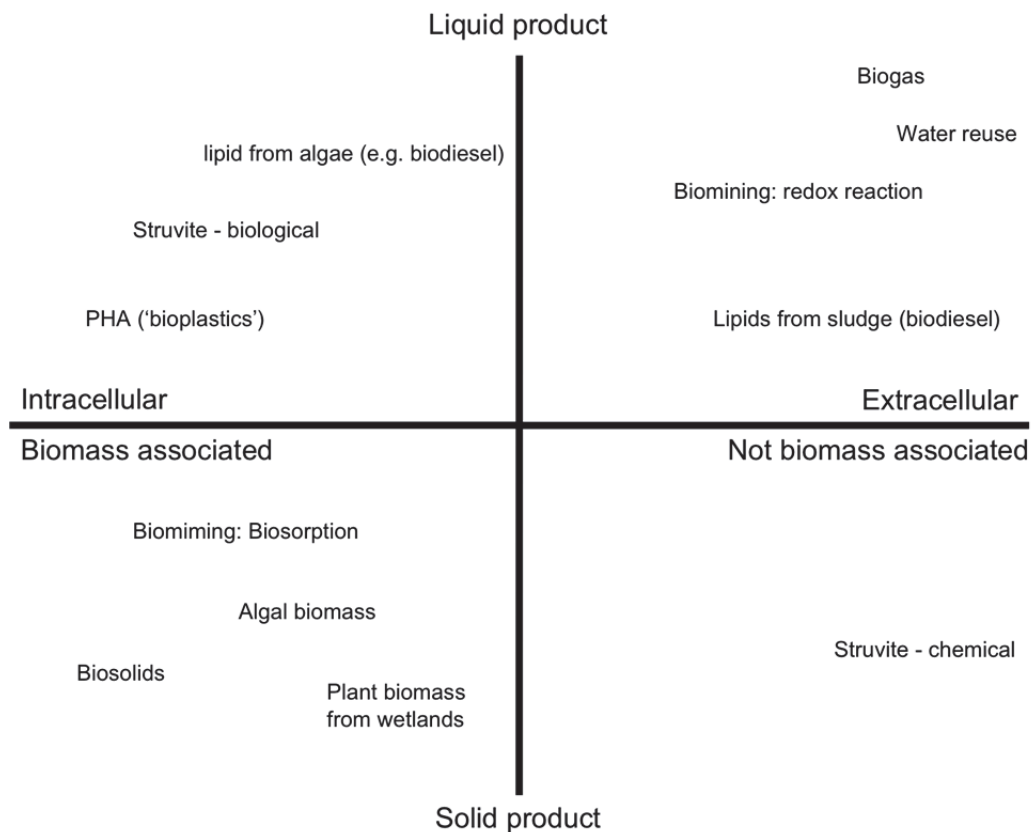 Liquid product
Biogas
Water reuse
lipid from algae (e.g. biodiesel)
Biomining: redox reaction
Struvite - biological
PHA (‘bioplastics’)
Lipids from sludge (biodiesel)
Intracellular
Extracellular
Biomass associated
Not biomass associated
Biomiming: Biosorption
Algal biomass
Struvite - chemical
Biosolids
Plant biomass
from wetlands
Solid product